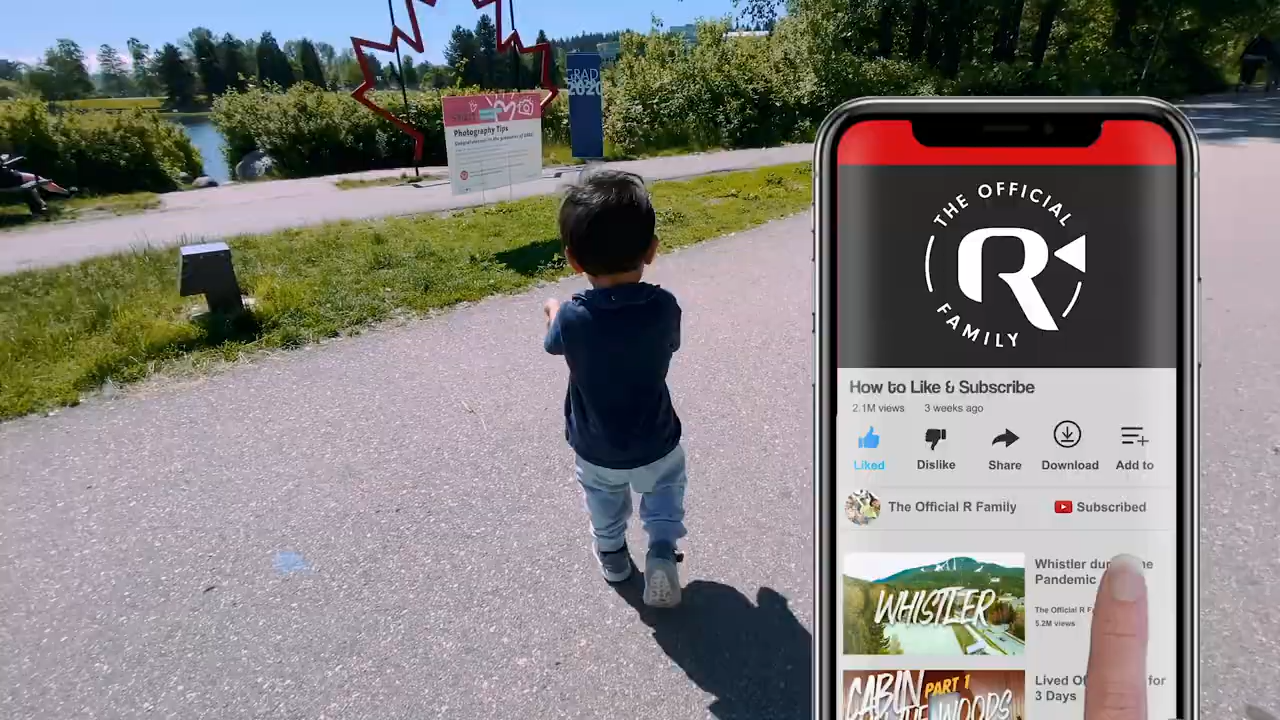 GRAD
2020
Photography Tips
THE OFFICIAL
R
FAMILY
How to Like & Subscribe
2.1M views 3 weeks ago
Liked Dislike Share Download Add to
The Official R Family Subscribed
WHISTLER
Whistler
Pandemic
The Official R
5.2M views
CABIN PART 1
WOODS
Lived for
3 Days